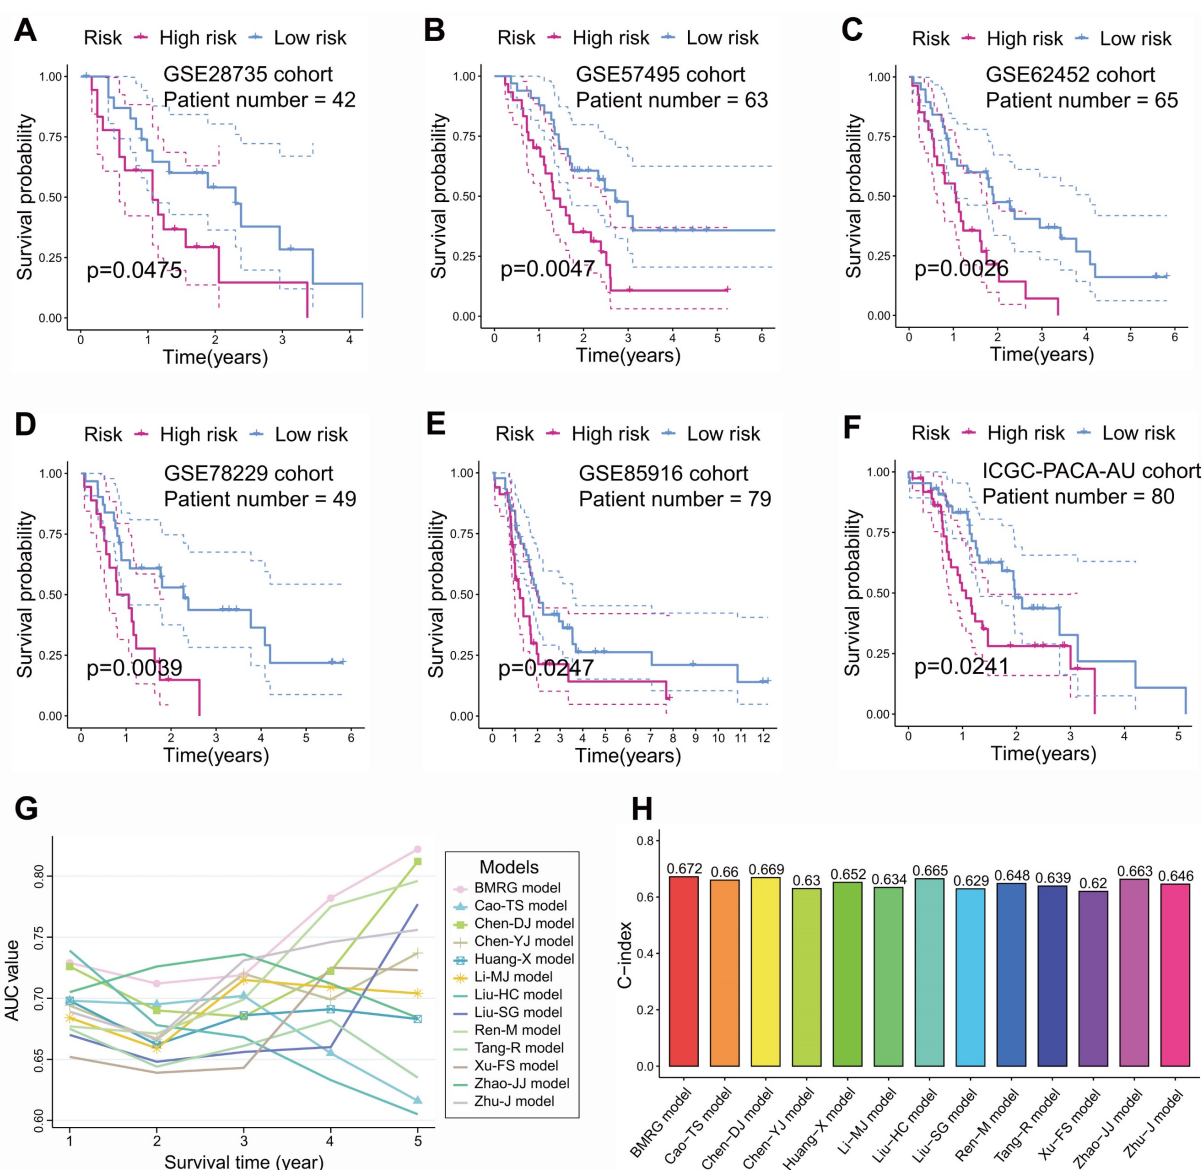 A
Risk High risk Low risk
GSE28735 cohort
Patient number = 42
Survival probability
1.00
0.75
0.50
0.25
0.00
p=0.0475
0 1 2 3 4
Time(years)
B
Risk High risk Low risk
GSE57495 cohort
Patient number = 63
Survival probability
1.00
0.75
0.50
0.25
0.00
p=0.0047
0 1 2 3 4 5 6
Time(years)
C
Risk High risk Low risk
GSE62452 cohort
Patient number = 65
Survival probability
1.00
0.75
0.50
0.25
0.00
p=0.0026
0 1 2 3 4 5 6
Time(years)
D
Risk High risk Low risk
GSE78229 cohort
Patient number = 49
Survival probability
1.00
0.75
0.50
0.25
0.00
p=0.0039
0 1 2 3 4 5 6
Time(years)
E
Risk High risk Low risk
GSE85916 cohort
Patient number = 79
Survival probability
1.00
0.75
0.50
0.25
0.00
p=0.0247
0 1 2 3 4 5 6 7 8 9 10 11 12
Time(years)
F
Risk High risk Low risk
ICGC-PACA-AU cohort
Patient number = 80
Survival probability
1.00
0.75
0.50
0.25
0.00
p=0.0241
0 1 2 3 4 5
Time(years)
G
AUC value
0.80
0.75
0.70
0.65
0.60
1 2 3 4 5
Survival time (year)
Models
BMRG model
Cao-TS model
Chen-DJ model
Chen-YJ model
Huang-X model
Li-MJ model
Liu-HC model
Liu-SG model
Ren-M model
Tang-R model
Xu-FS model
Zhao-JJ model
Zhu-J model
H
C−index
0.8
0.6
0.4
0.2
0.0
0.672 0.66 0.669 0.63 0.652 0.634 0.665 0.629 0.648 0.639 0.62 0.663 0.646
BMRG model
Cao−TS model
Chen−DJ model
Chen−YJ model
Huang−X model
Li−MJ model
Liu−HC model
Liu−SG model
Ren−M model
Tang−R model
Xu−FS model
Zhao−JJ model
Zhu−J model